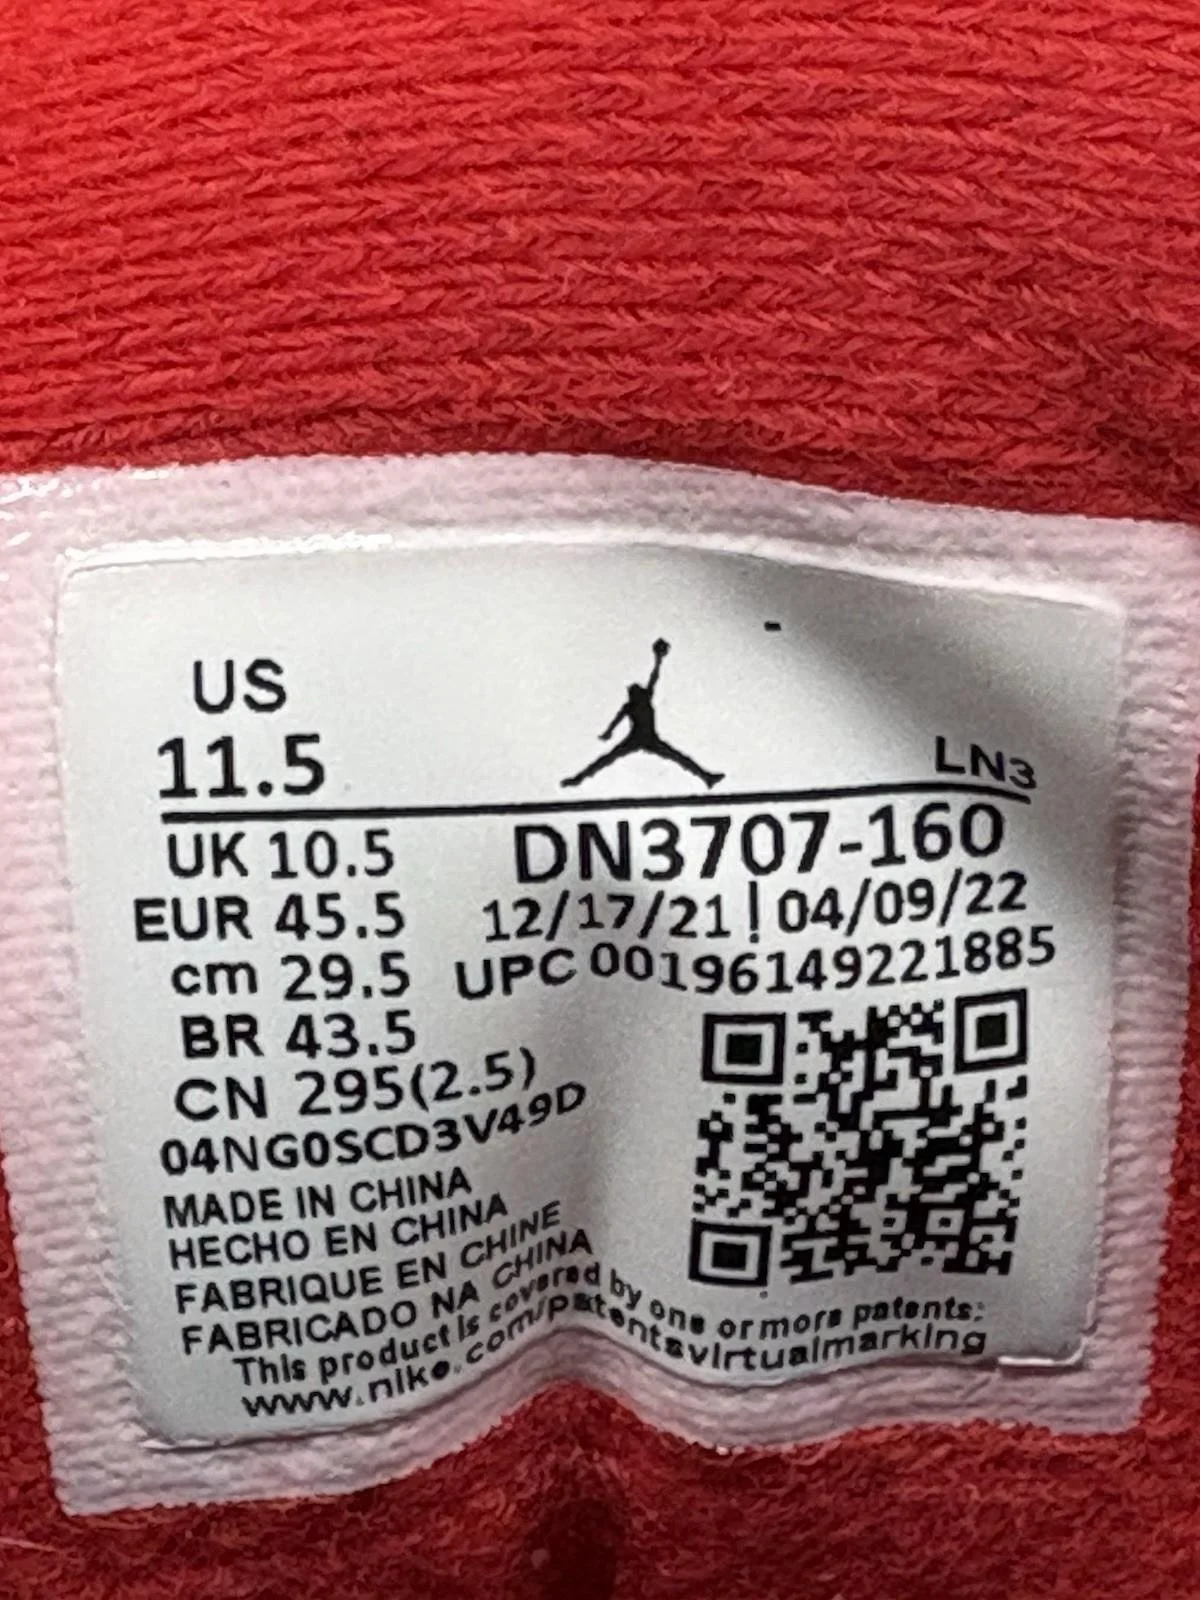 US
11.5
LN3
UK 10.5
DN3707-160
EUR 45.5
12/17/21 | 04/09/22
cm 29.5
UPC 00196149221885
BR 43.5
CN 295(2.5)
04NG0SCD3V49D
MADE IN CHINA
HECHO EN CHINA
FABRIQUE EN CHINE
FABRICADO NA CHINA
This product is covered by one or more patents:
www.nike.com/patentsvirtualmarking